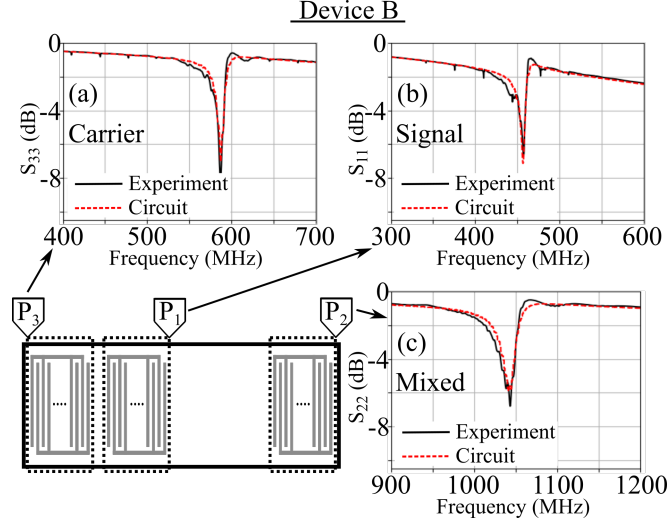 Device B
0
-4
-8
S33 (dB)
(a)
Carrier
Experiment
Circuit
400 500 600 700
Frequency (MHz)
0
-4
-8
S11 (dB)
(b)
Signal
Experiment
Circuit
300 400 500 600
Frequency (MHz)
P3
P1
P2
....
....
....
0
-4
-8
S22 (dB)
(c)
Mixed
Experiment
Circuit
900 1000 1100 1200
Frequency (MHz)